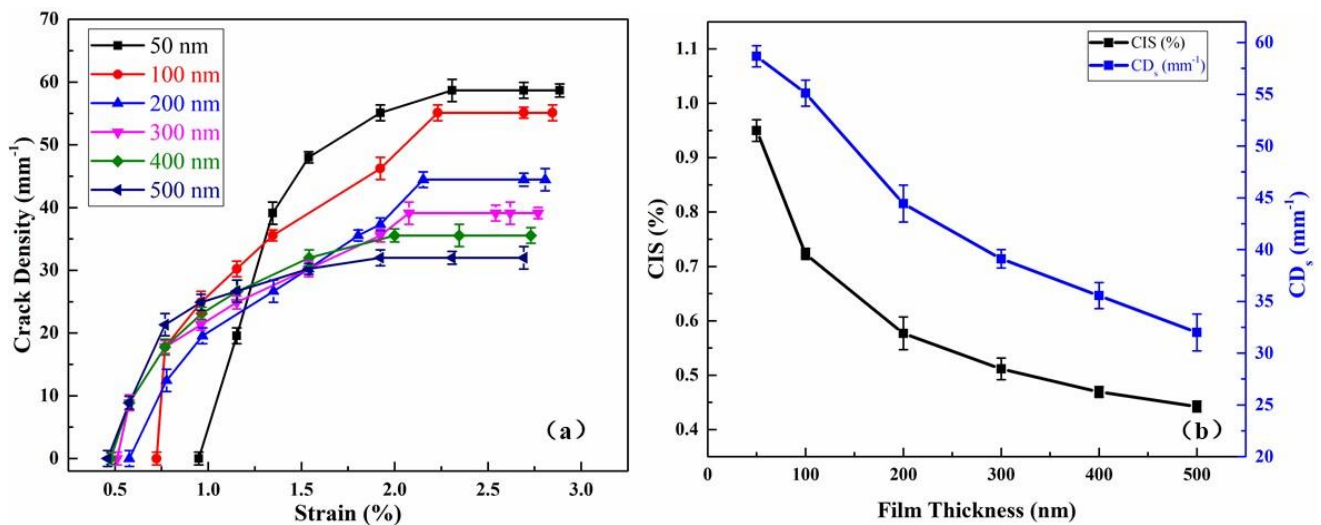 70
60
50
40
30
20
10
0
Crack Density (mm⁻¹)
50 nm
100 nm
200 nm
300 nm
400 nm
500 nm
(a)
0.5 1.0 1.5 2.0 2.5 3.0
Strain (%)
1.1
1.0
0.9
0.8
0.7
0.6
0.5
0.4
CIS (%)
CIS (%)
CDₛ (mm⁻¹)
(b)
0 100 200 300 400 500
Film Thickness (nm)
60
55
50
45
40
35
30
25
20
CDₛ (mm⁻¹)